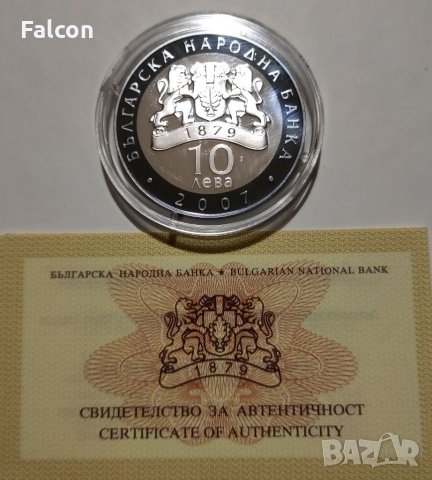 Falcon
БЪЛГАРСКА НАРОДНА БАНКА
1879
10
лева
• 2007 •
БЪЛГАРСКА НАРОДНА БАНКА ★ BULGARIAN NATIONAL BANK
1879
СВИДЕТЕЛСТВО ЗА АВТЕНТИЧНОСТ
CERTIFICATE OF AUTHENTICITY
BAZAR